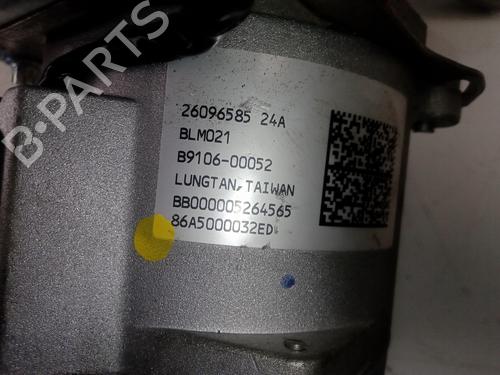 B-PARTS
26096585 24A
BLM021
B9106-00052
LUNGTAN,TAIWAN
BB000005264565
86A5000032ED